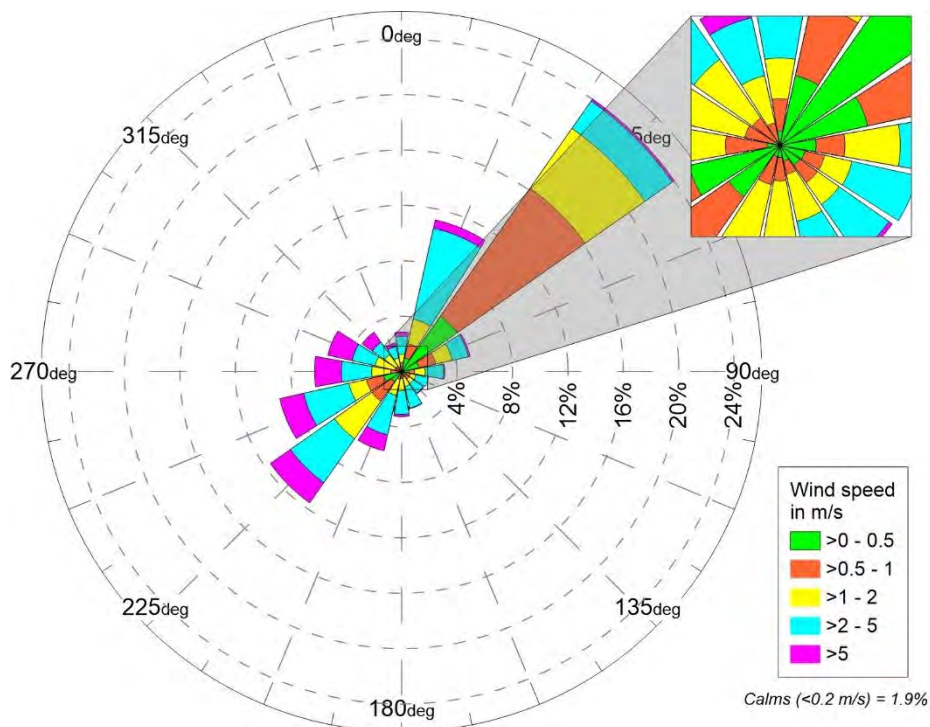 0deg
315deg
5deg
270deg
90deg
4%
8%
12%
16%
20%
24%
225deg
135deg
180deg
Wind speed
in m/s
>0 - 0.5
>0.5 - 1
>1 - 2
>2 - 5
>5
Calms (<0.2 m/s) = 1.9%